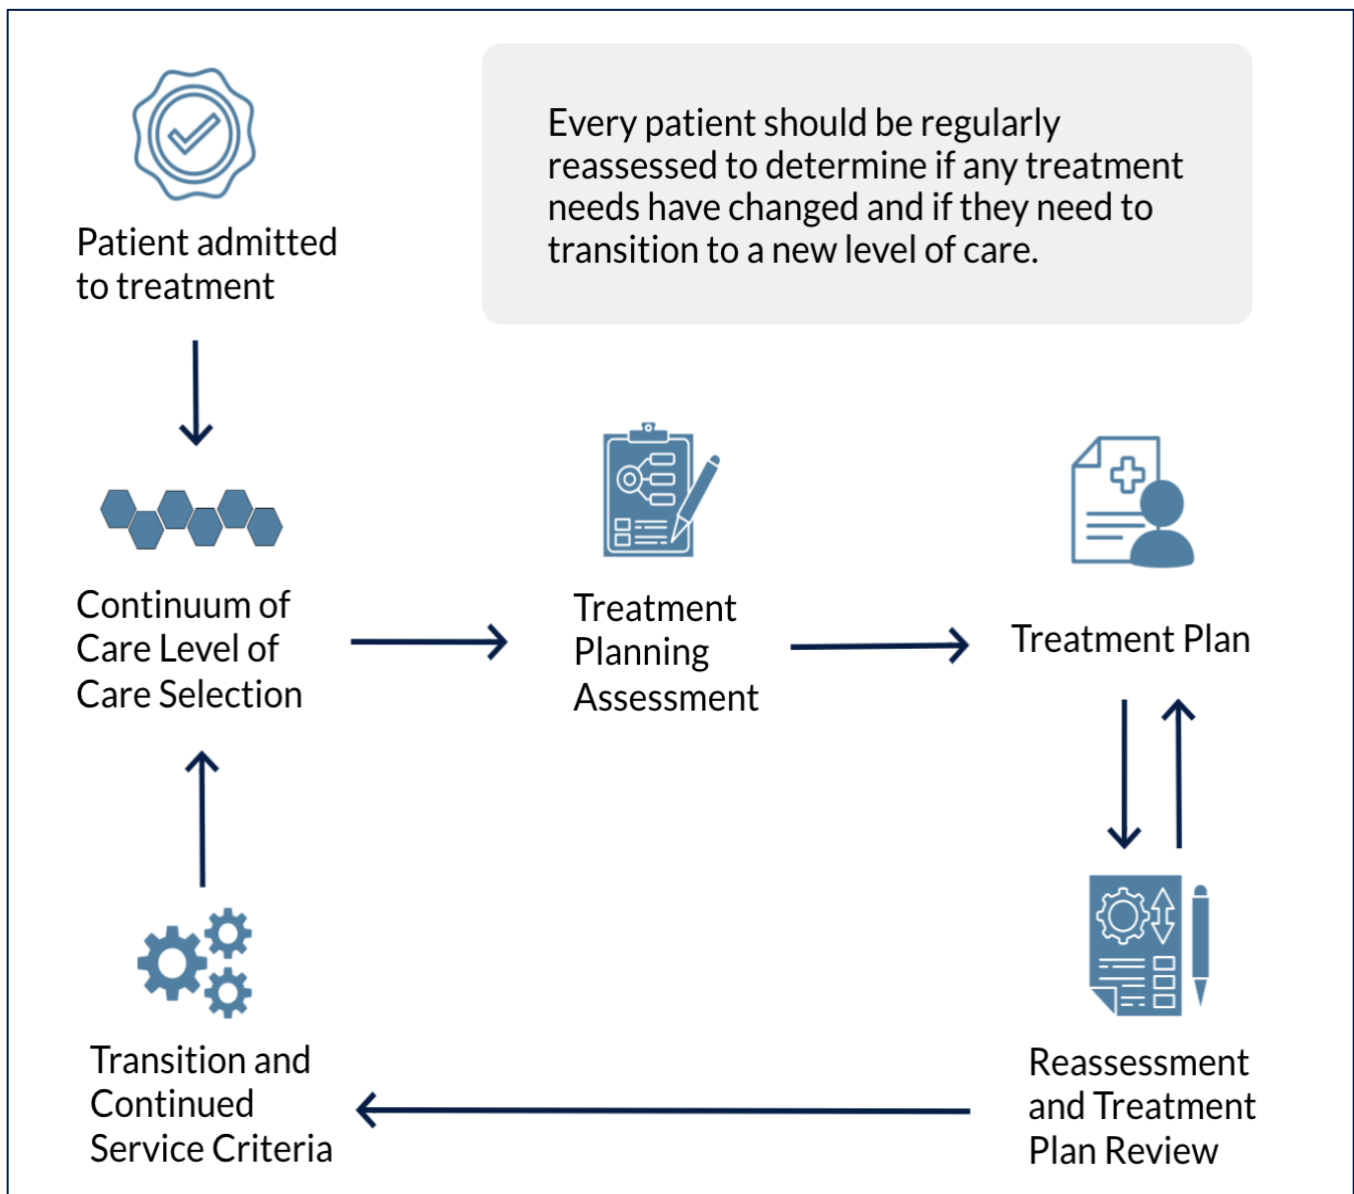 Every patient should be regularly
reassessed to determine if any treatment
needs have changed and if they need to
transition to a new level of care.
Patient admitted
to treatment
Continuum of
Care Level of
Care Selection
Treatment
Planning
Assessment
Treatment Plan
Transition and
Continued
Service Criteria
Reassessment
and Treatment
Plan Review